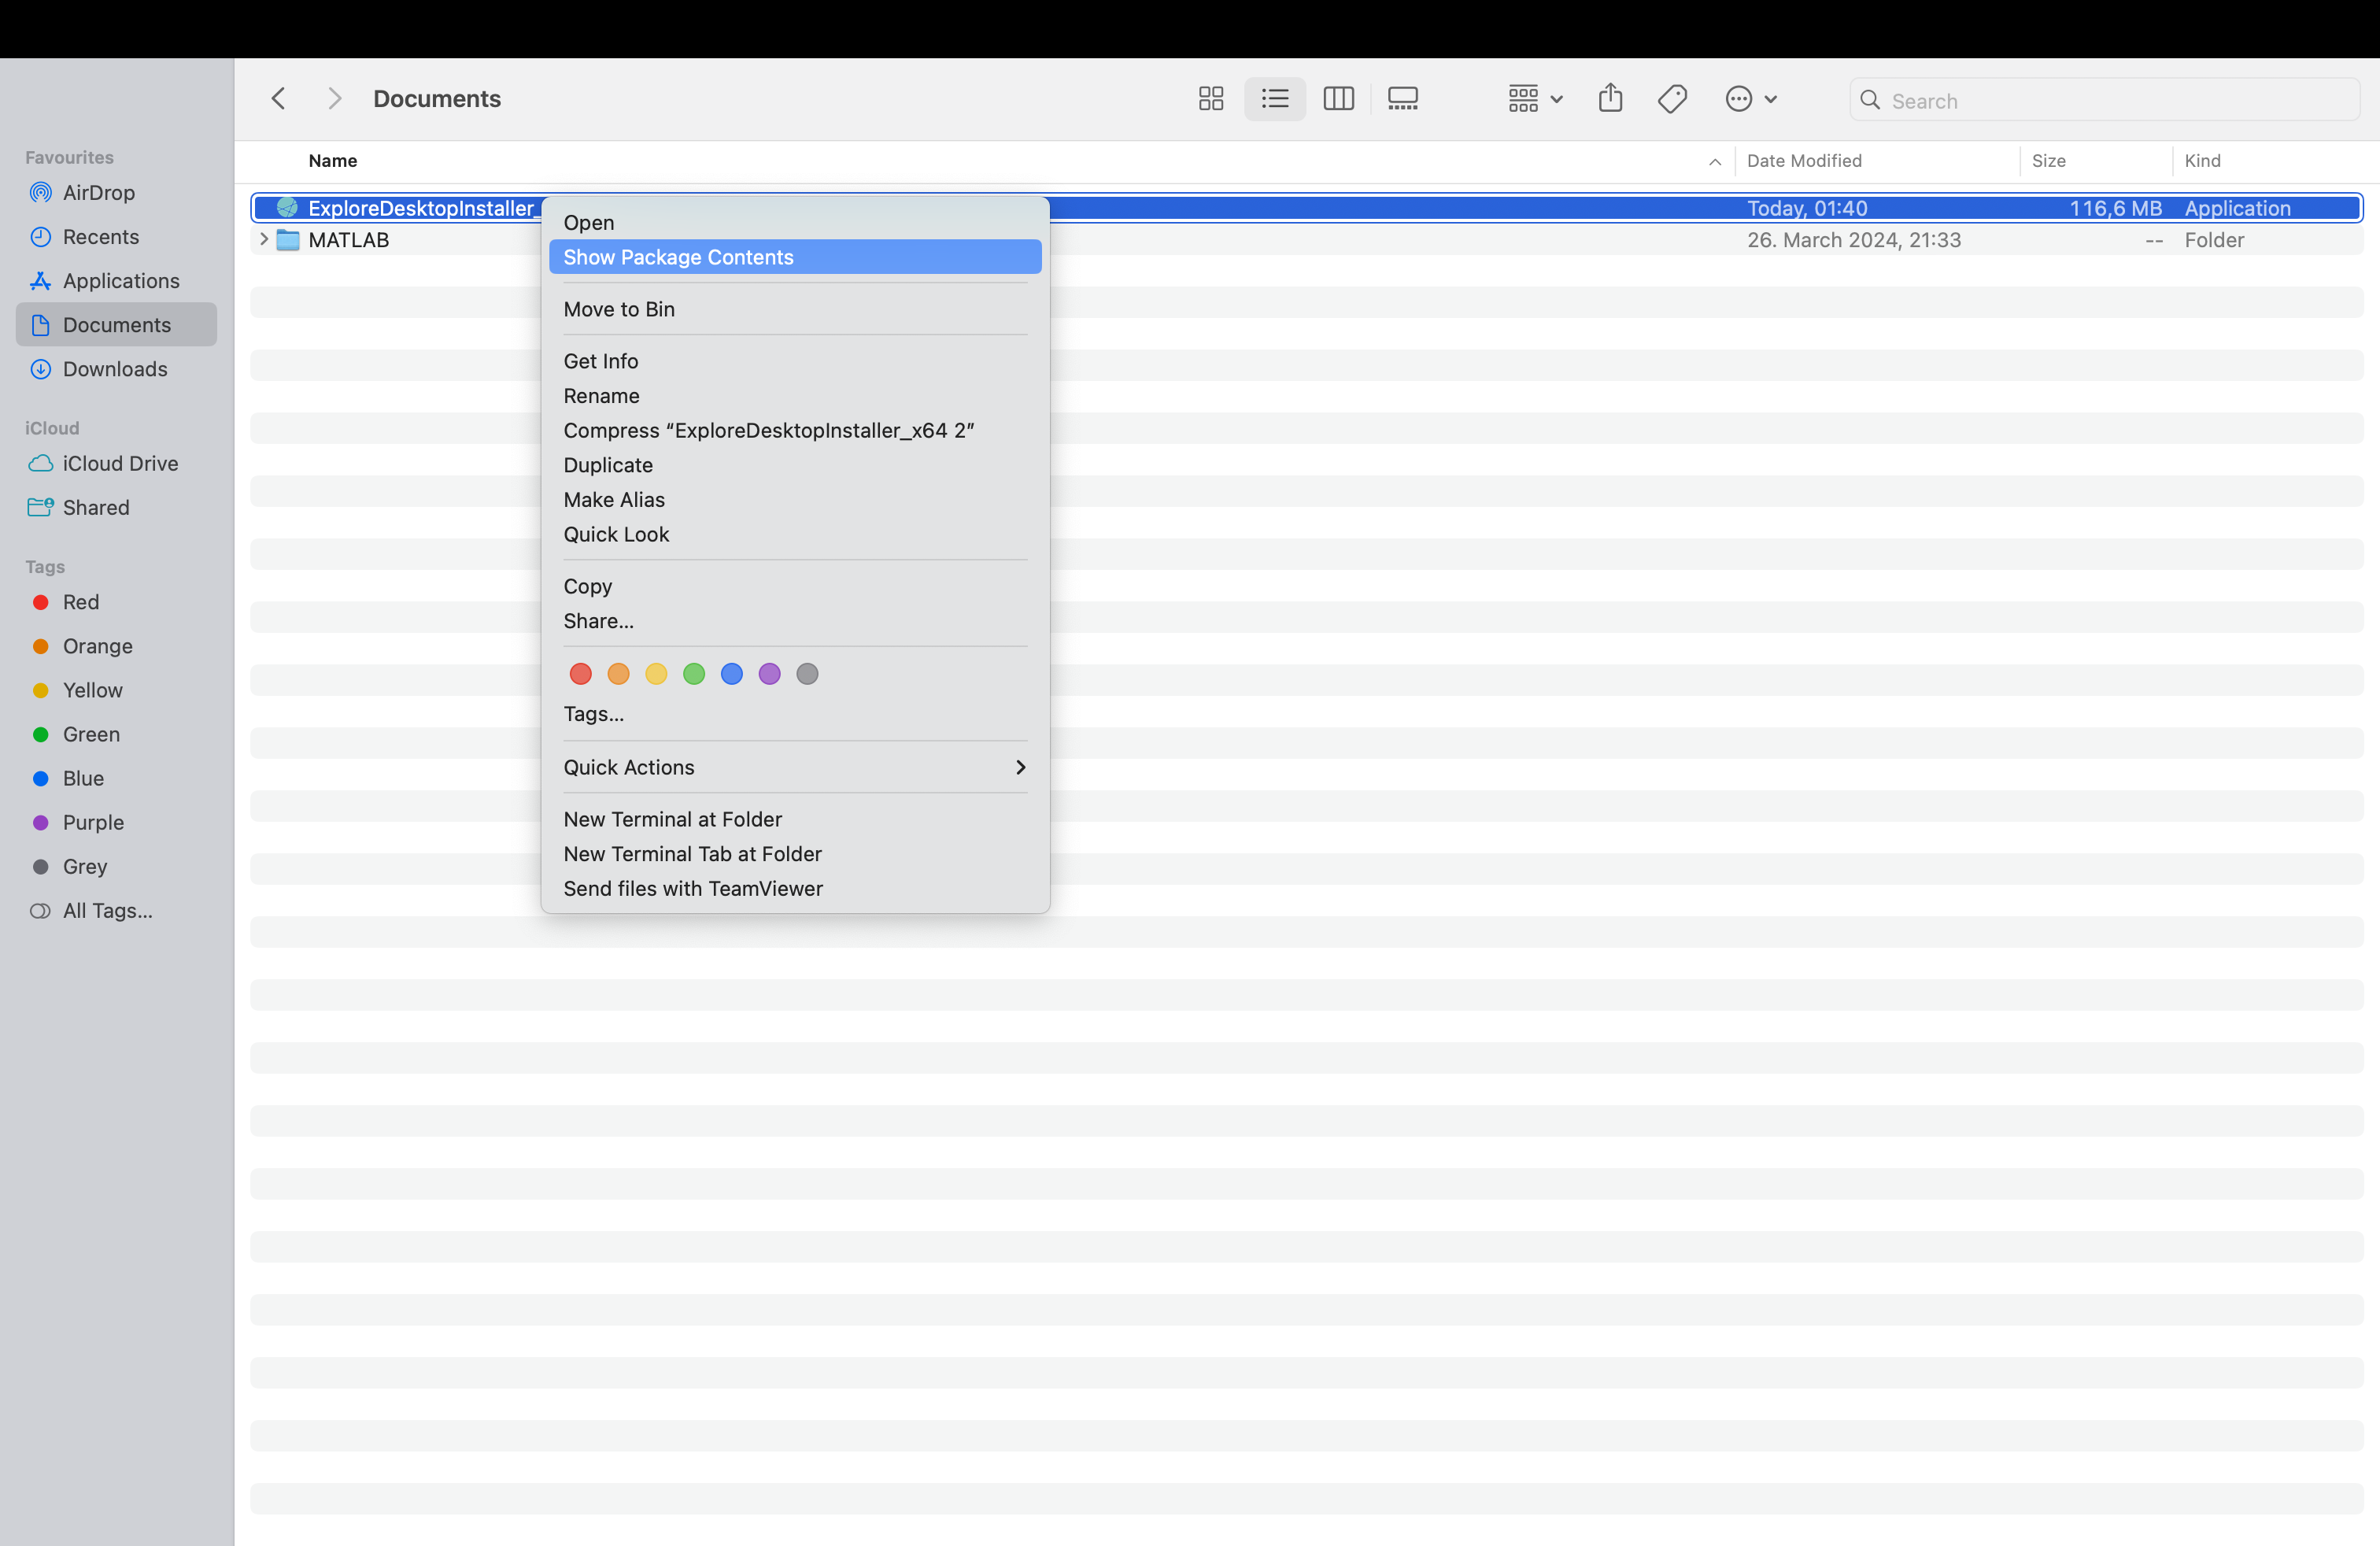 Documents
Search
Favourites
AirDrop
Recents
Applications
Documents
Downloads
iCloud
iCloud Drive
Shared
Tags
Red
Orange
Yellow
Green
Blue
Purple
Grey
All Tags...
Name Date Modified Size Kind
ExploreDesktopInstaller_ Today, 01:40 116,6 MB Application
MATLAB 26. March 2024, 21:33 -- Folder
Open
Show Package Contents
Move to Bin
Get Info
Rename
Compress “ExploreDesktopInstaller_x64 2”
Duplicate
Make Alias
Quick Look
Copy
Share...
Tags...
Quick Actions
New Terminal at Folder
New Terminal Tab at Folder
Send files with TeamViewer